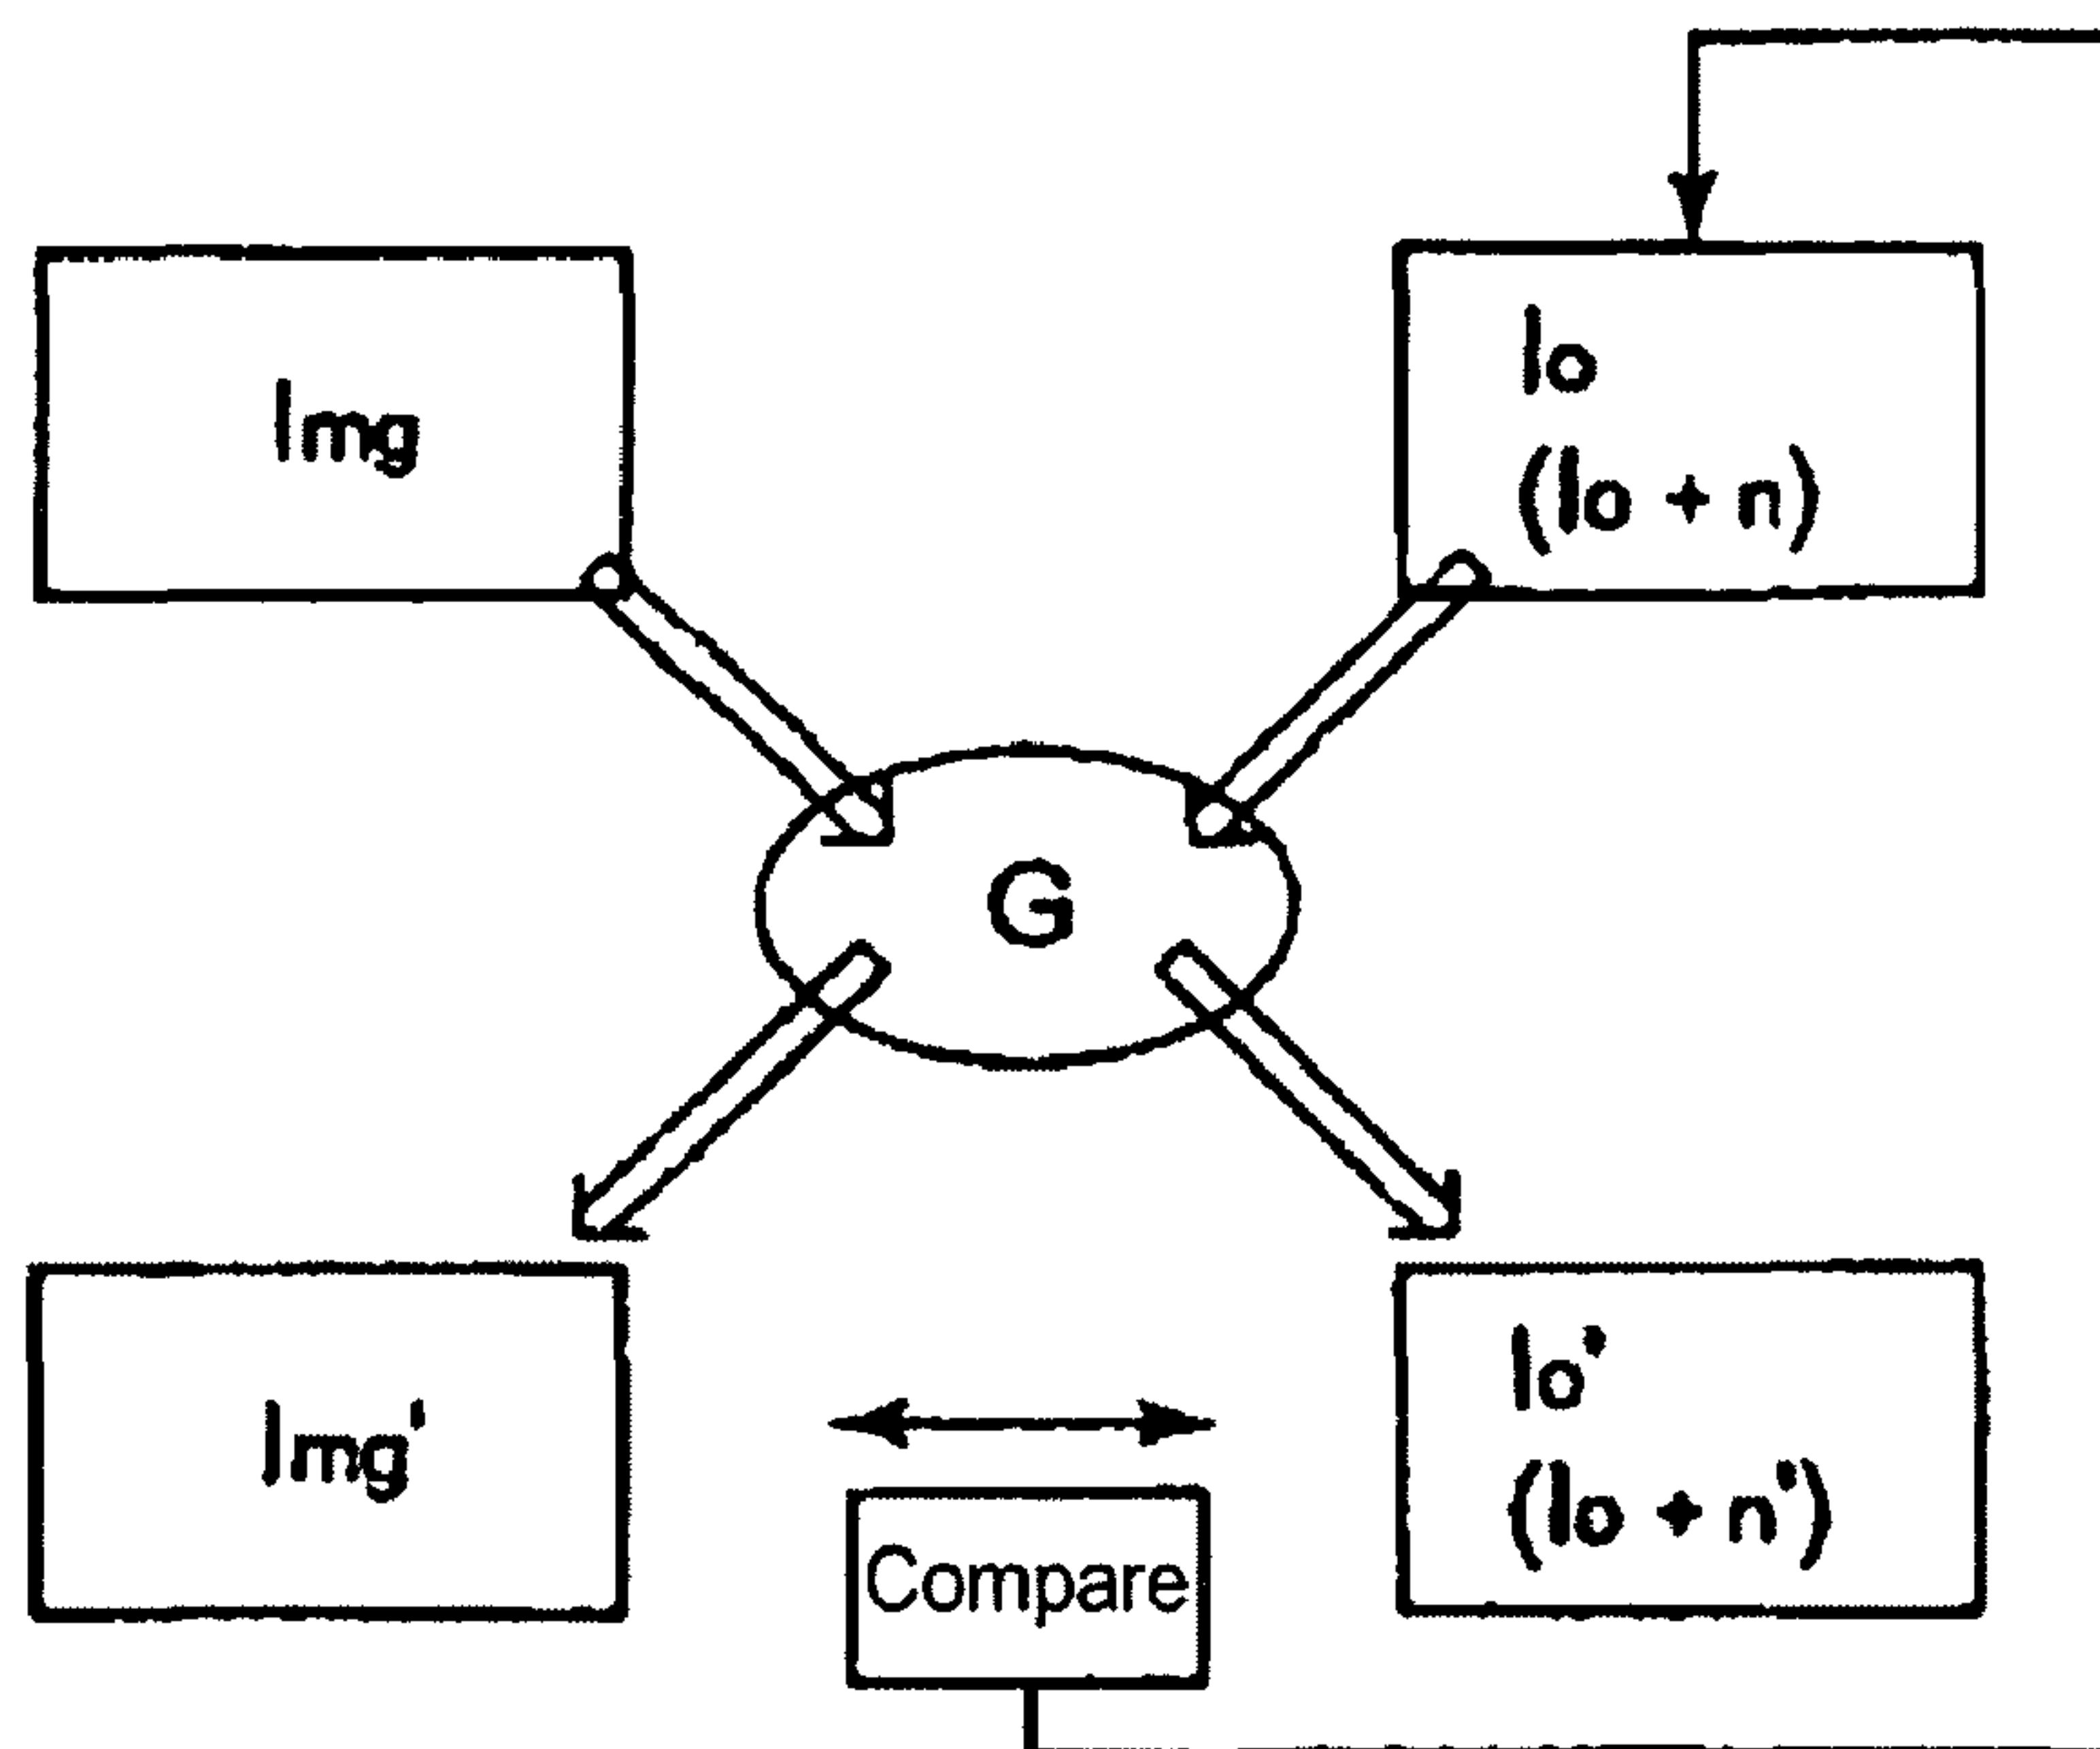 Img
Io
(Io + n)
G
Img'
Io'
(Io + n')
Compare